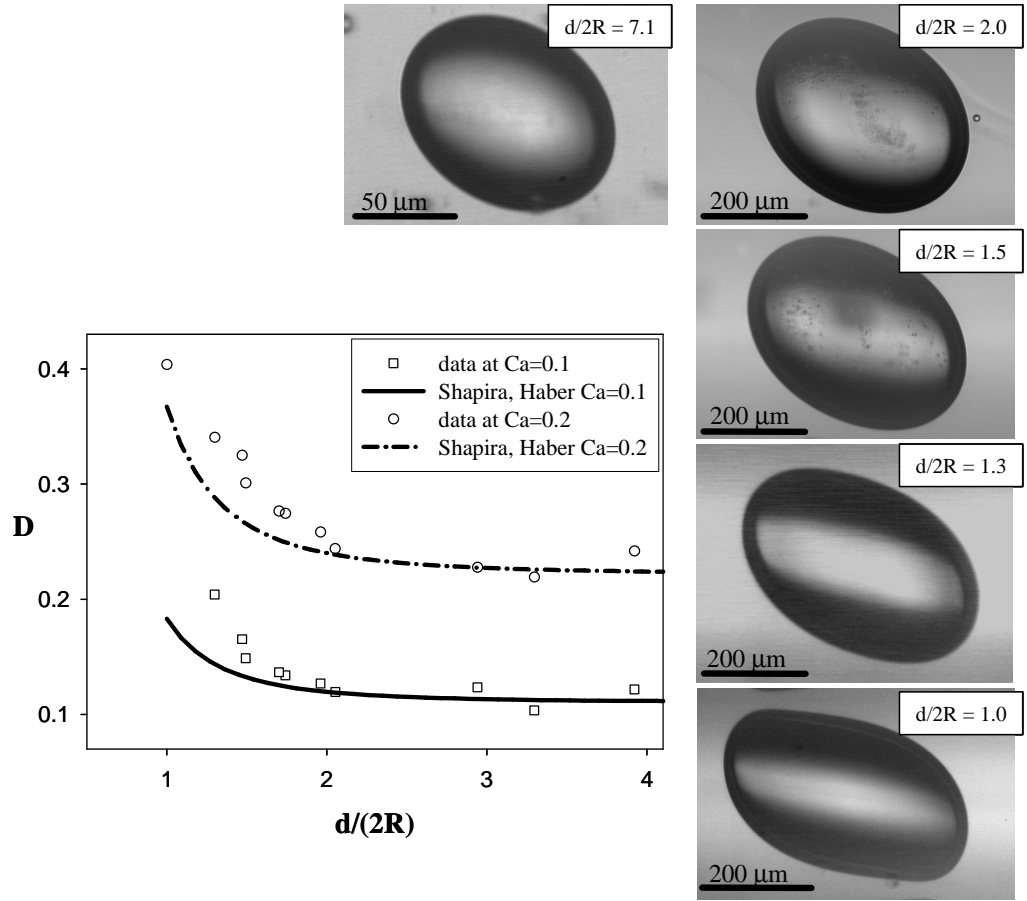 d/2R = 7.1
50 µm
d/2R = 2.0
200 µm
d/2R = 1.5
200 µm
d/2R = 1.3
200 µm
d/2R = 1.0
200 µm
data at Ca=0.1
Shapira, Haber Ca=0.1
data at Ca=0.2
Shapira, Haber Ca=0.2
0.4
0.3
0.2
0.1
D
1 2 3 4
d/(2R)